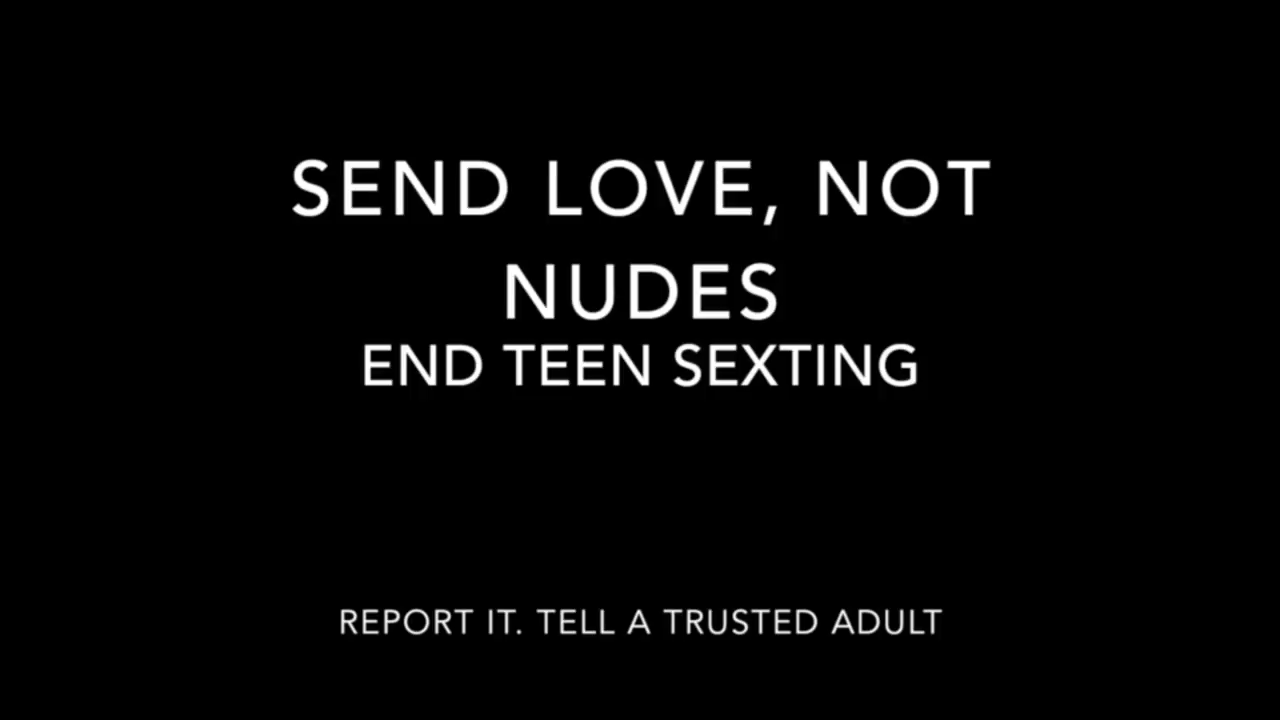 SEND LOVE, NOT
NUDES
END TEEN SEXTING
REPORT IT. TELL A TRUSTED ADULT